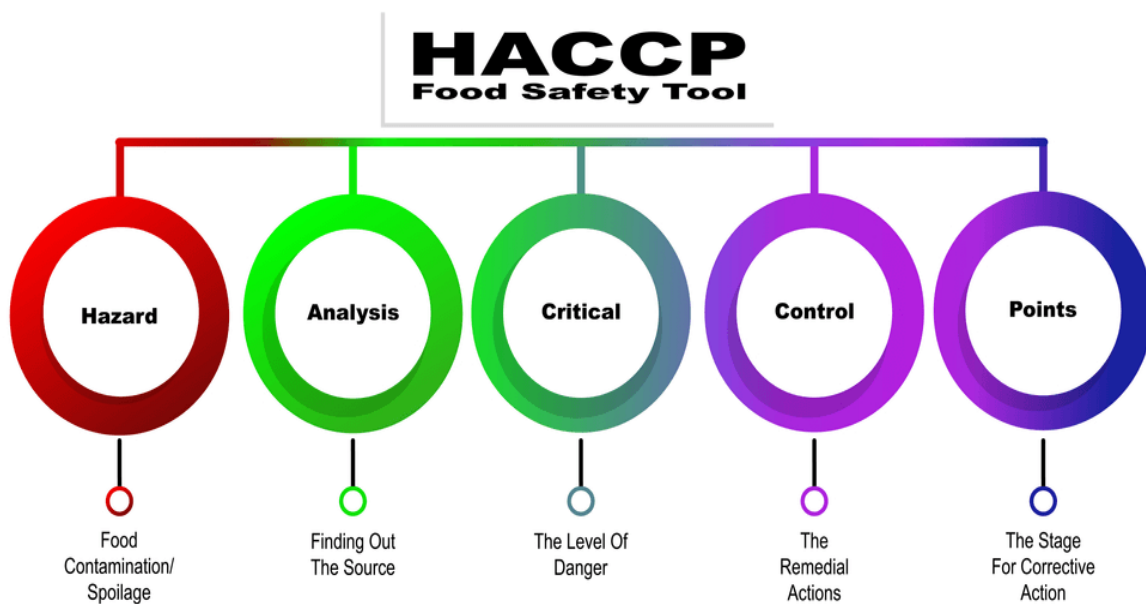 HACCP
Food Safety Tool
Hazard
Analysis
Critical
Control
Points
Food
Contamination/
Spoilage
Finding Out
The Source
The Level Of
Danger
The
Remedial
Actions
The Stage
For Corrective
Action